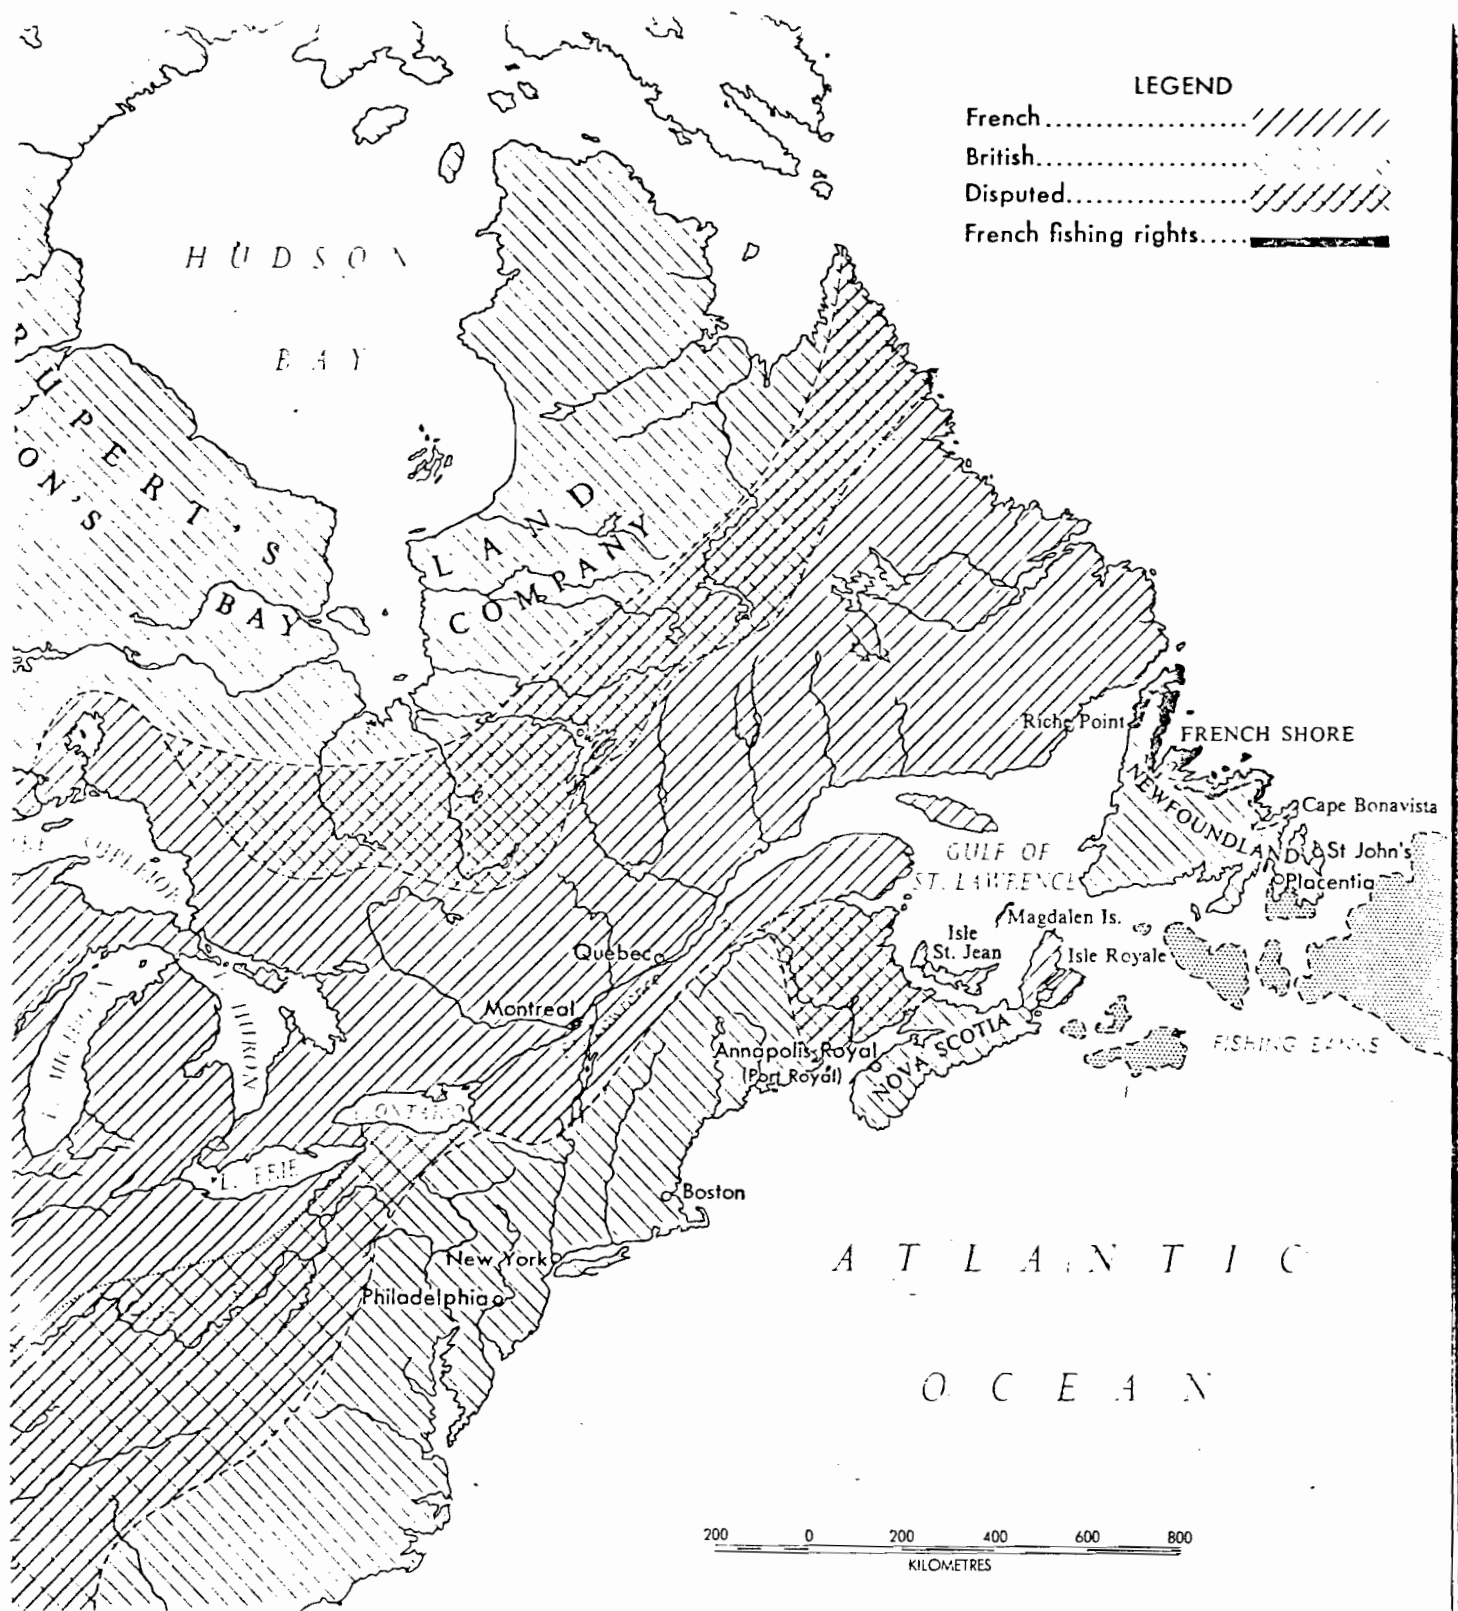 LEGEND
French....................
British.....................
Disputed..................
French fishing rights.....
HUDSON
BAY
RUPERT'S
LAND
ON'S
BAY
COMPANY
Riche Point
FRENCH SHORE
NEWFOUNDLAND
Cape Bonavista
St John's
Placentia
GULF OF
ST. LAWRENCE
Magdalen Is.
Isle
St. Jean
Isle Royale
FISHING BANKS
SUPERIOR
L. MICHIGAN
HURON
ONTARIO
L. ERIE
Quebec
Montreal
Annapolis Royal
(Port Royal)
NOVA SCOTIA
Boston
New York
Philadelphia
ATLANTIC
OCEAN
200 0 200 400 600 800
KILOMETRES